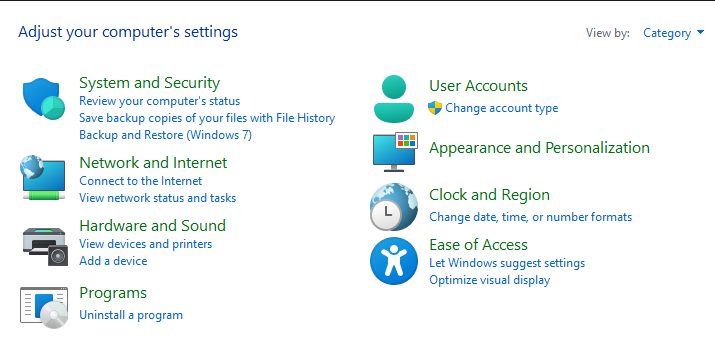 Adjust your computer's settings
View by: Category
System and Security
Review your computer's status
Save backup copies of your files with File History
Backup and Restore (Windows 7)
Network and Internet
Connect to the Internet
View network status and tasks
Hardware and Sound
View devices and printers
Add a device
Programs
Uninstall a program
User Accounts
Change account type
Appearance and Personalization
Clock and Region
Change date, time, or number formats
Ease of Access
Let Windows suggest settings
Optimize visual display